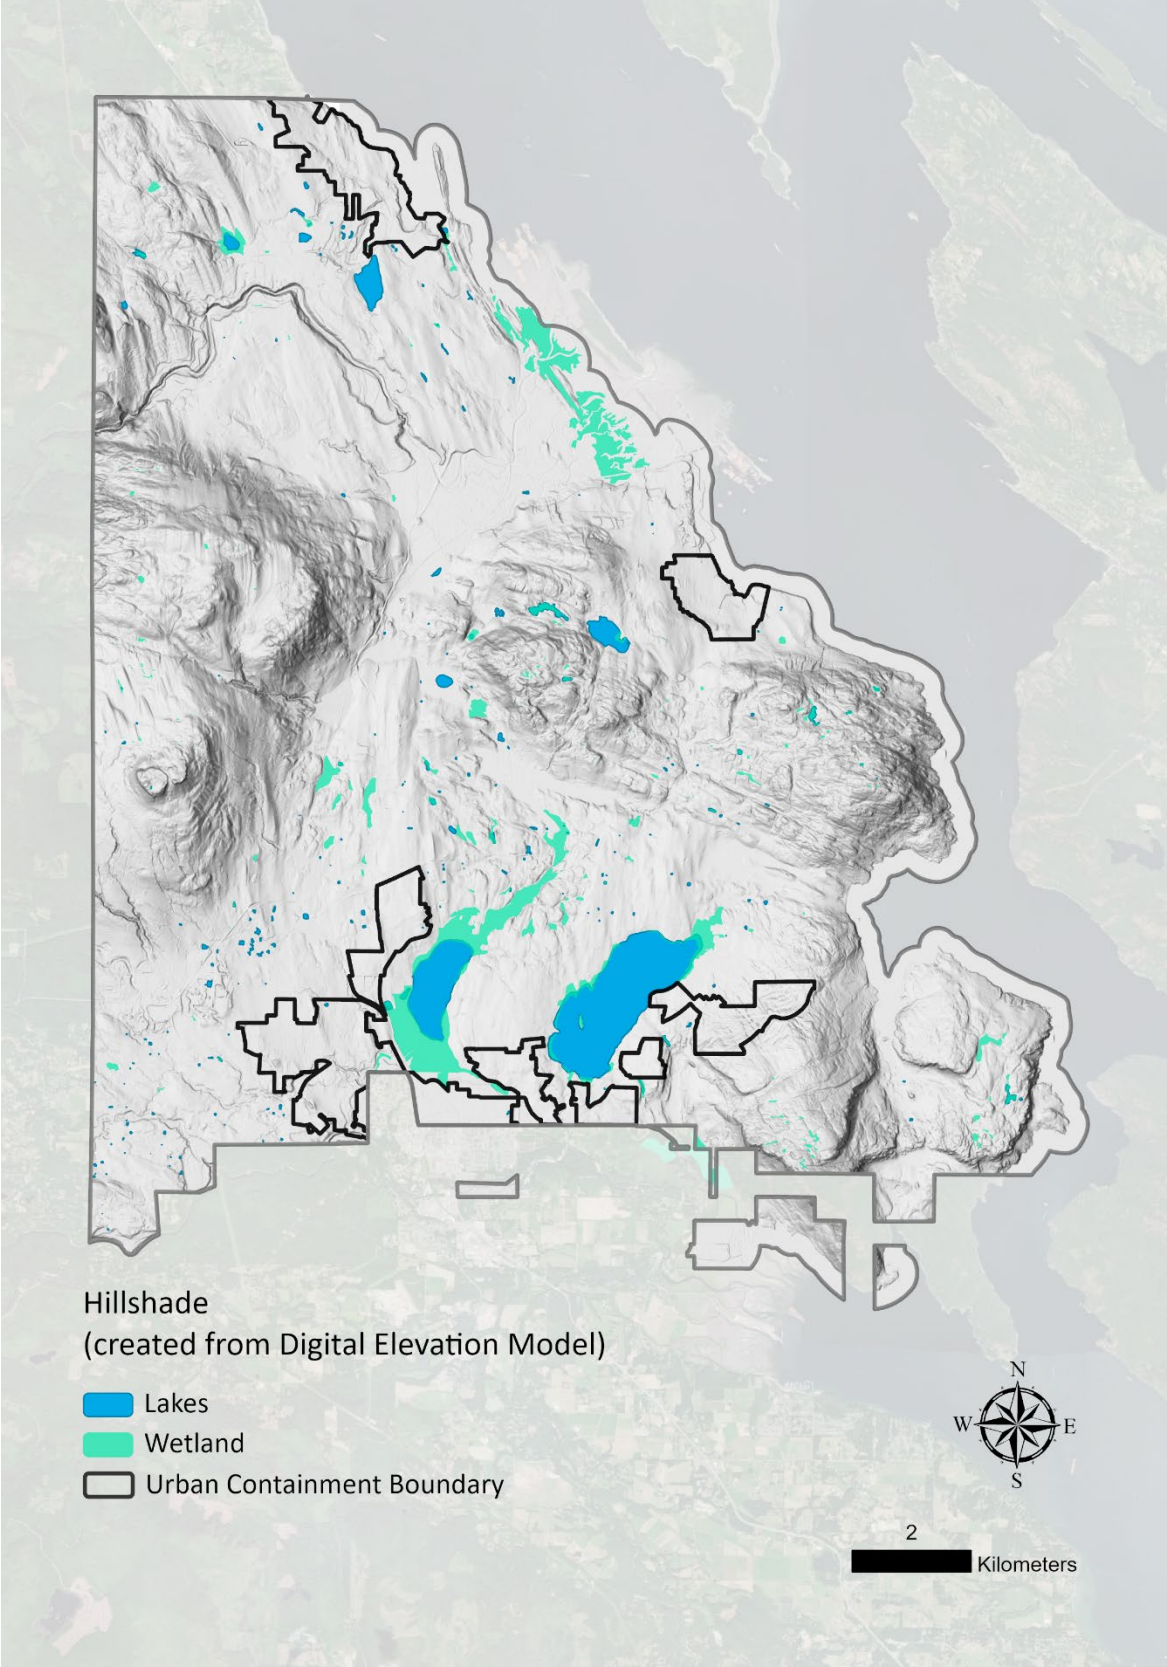 Hillshade
(created from Digital Elevation Model)
Lakes
Wetland
Urban Containment Boundary
N
W
E
S
2
Kilometers